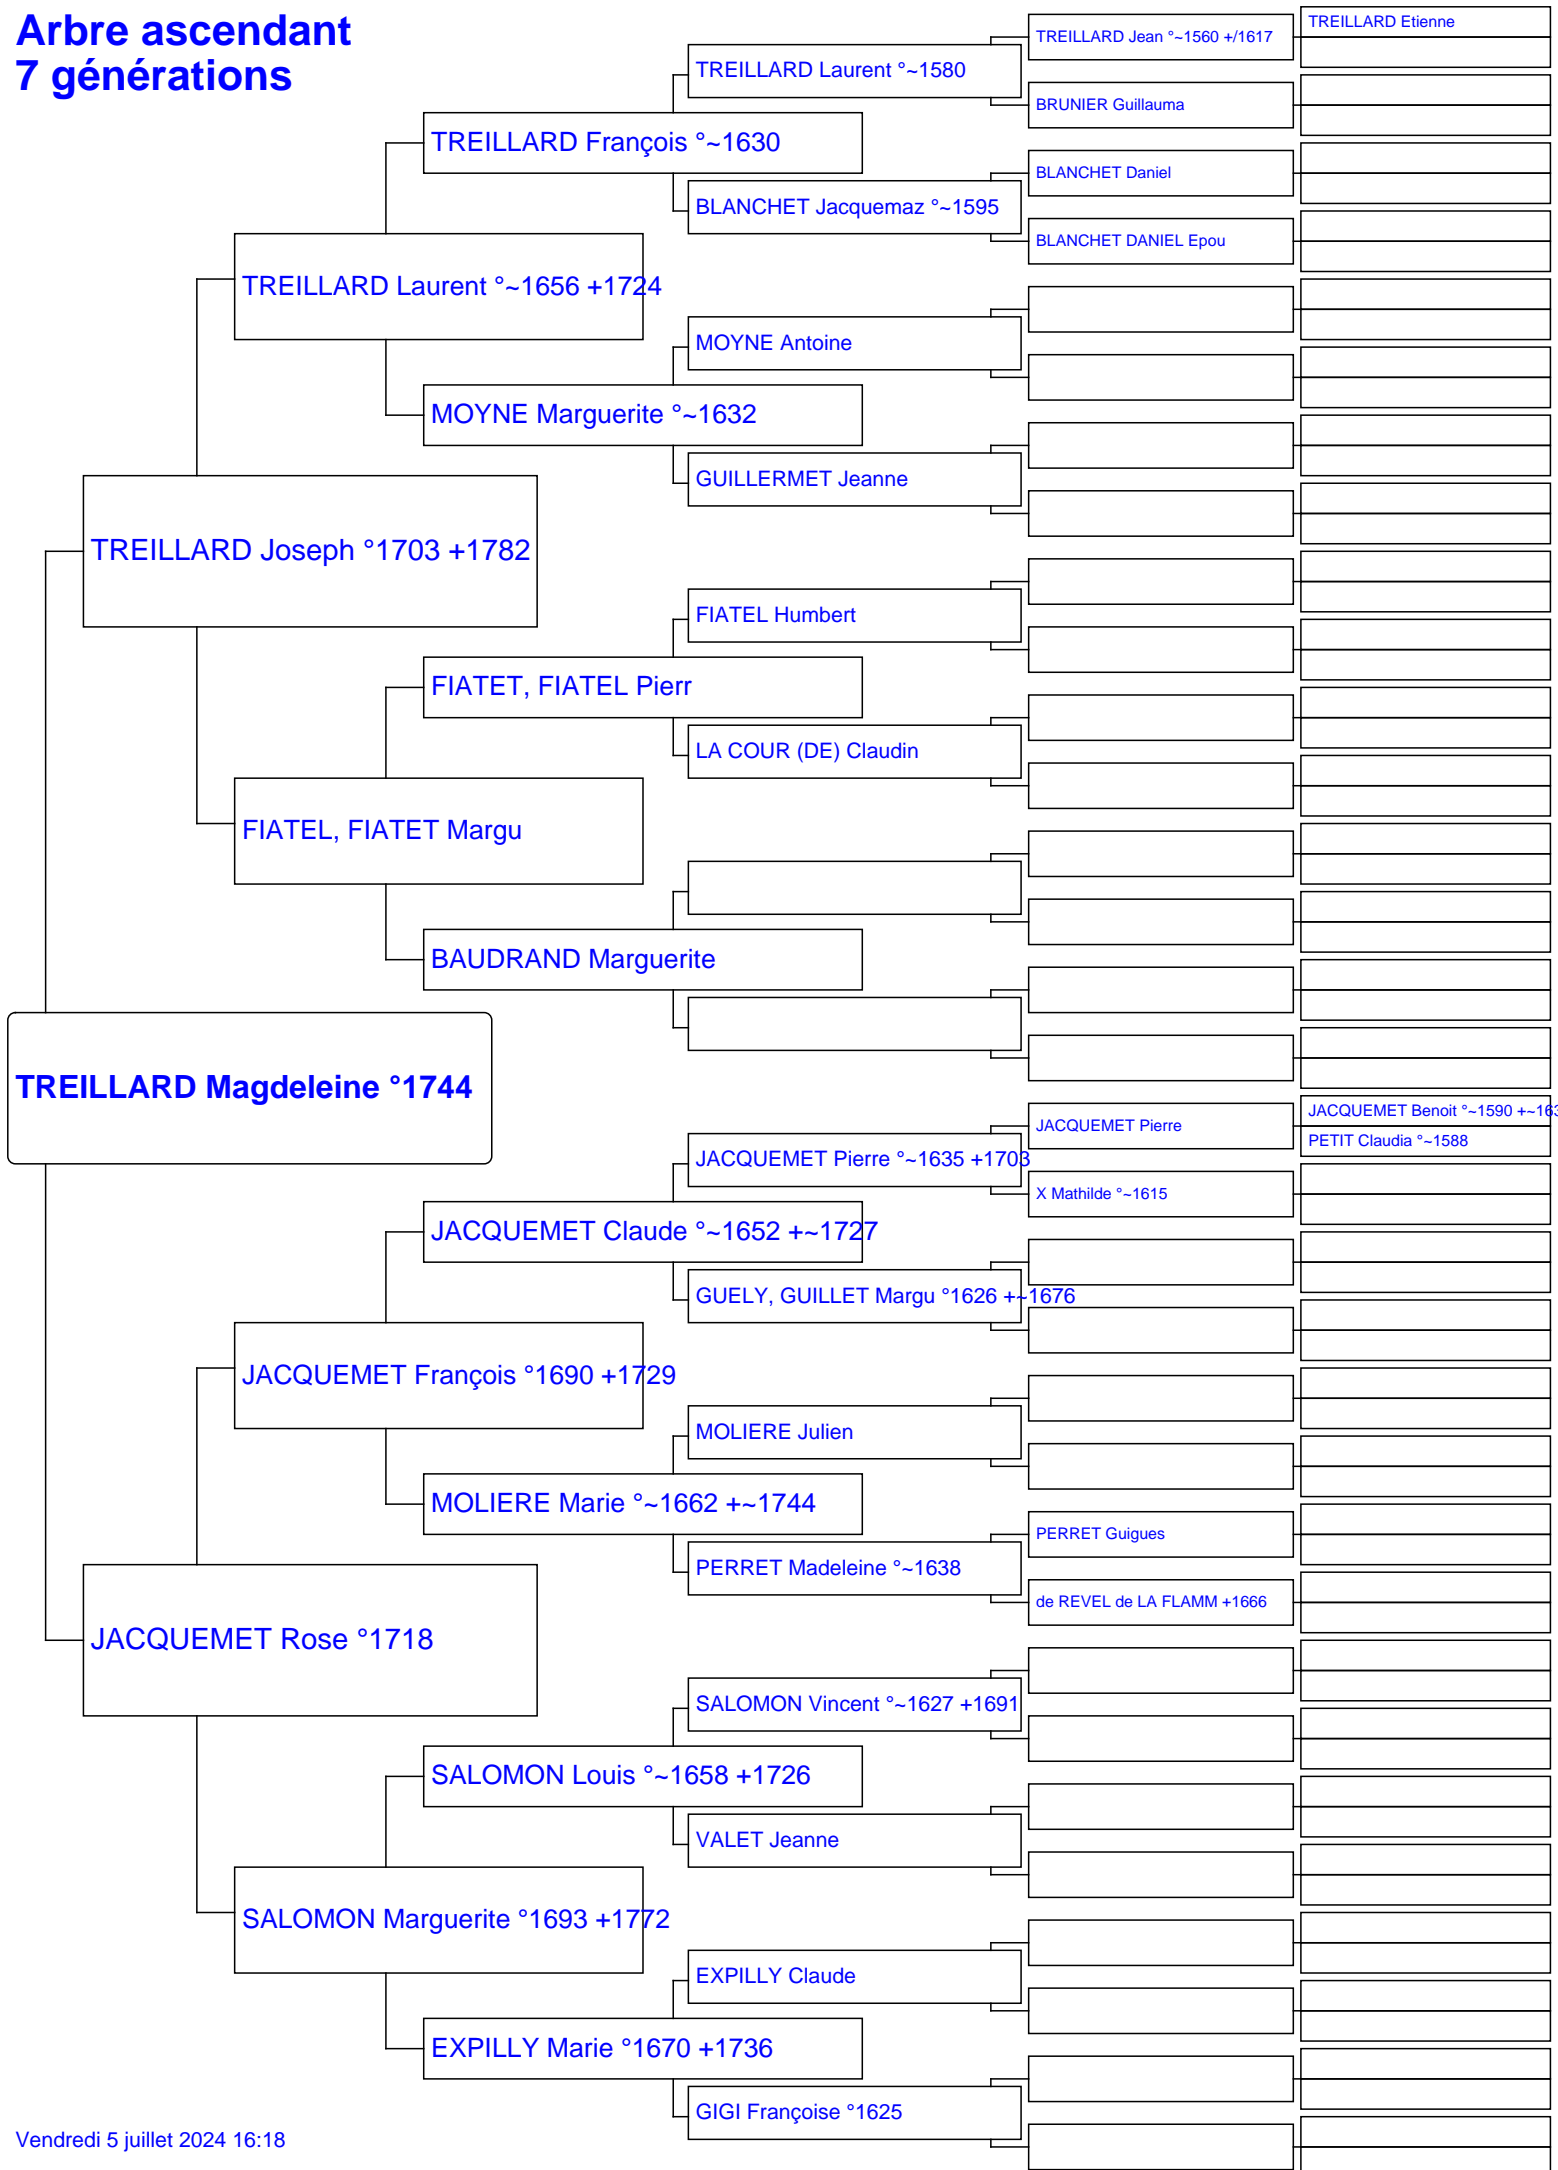 Arbre ascendant
7 générations
TREILLARD Etienne
TREILLARD Jean °~1560 +/1617
TREILLARD Laurent °~1580
BRUNIER Guillauma
TREILLARD François °~1630
BLANCHET Daniel
BLANCHET Jacquemaz °~1595
BLANCHET DANIEL Epou
TREILLARD Laurent °~1656 +1724
MOYNE Antoine
MOYNE Marguerite °~1632
GUILLERMET Jeanne
TREILLARD Joseph °1703 +1782
FIATEL Humbert
FIATET, FIATEL Pierr
LA COUR (DE) Claudin
FIATEL, FIATET Margu
BAUDRAND Marguerite
TREILLARD Magdeleine °1744
JACQUEMET Benoit °~1590 +~163
JACQUEMET Pierre
PETIT Claudia °~1588
JACQUEMET Pierre °~1635 +1703
X Mathilde °~1615
JACQUEMET Claude °~1652 +~1727
GUELY, GUILLET Margu °1626 +~1676
JACQUEMET François °1690 +1729
MOLIERE Julien
MOLIERE Marie °~1662 +~1744
PERRET Guigues
PERRET Madeleine °~1638
de REVEL de LA FLAMM +1666
JACQUEMET Rose °1718
SALOMON Vincent °~1627 +1691
SALOMON Louis °~1658 +1726
VALET Jeanne
SALOMON Marguerite °1693 +1772
EXPILLY Claude
EXPILLY Marie °1670 +1736
GIGI Françoise °1625
Vendredi 5 juillet 2024 16:18